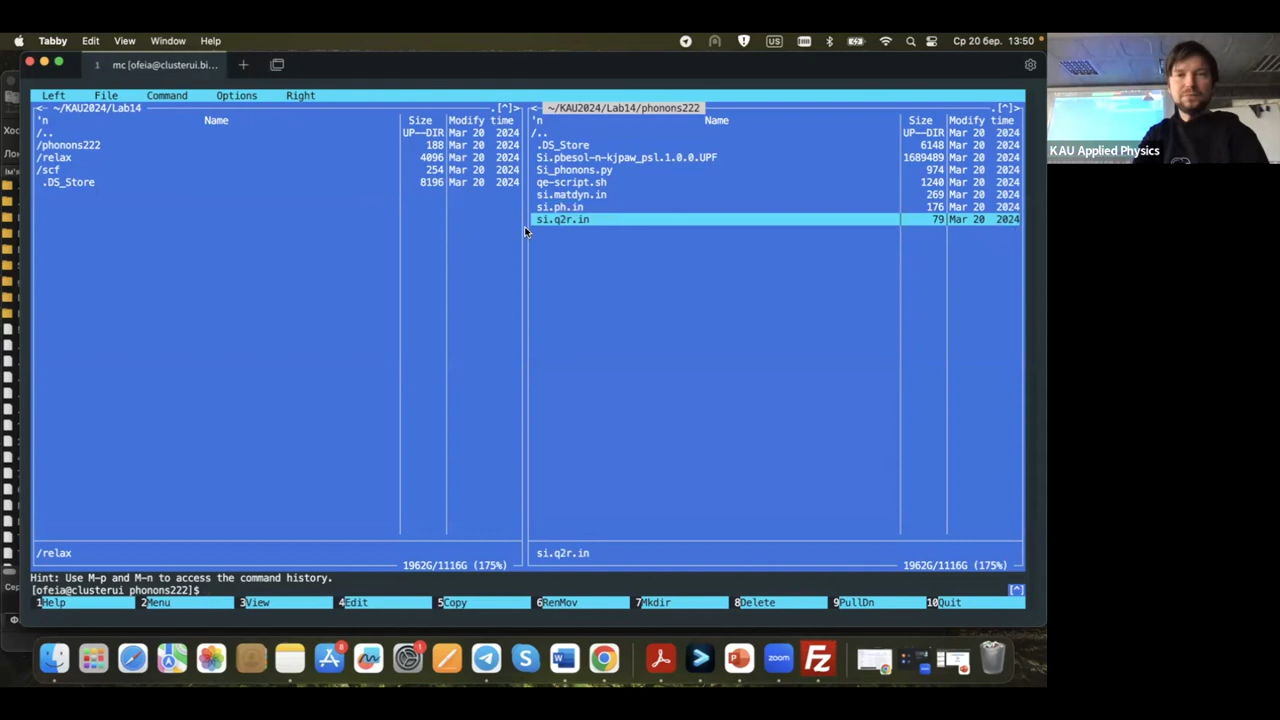 Tabby Edit View Window Help US Ср 20 бер. 13:50
1 mc [ofeia@clusterui.bi...
Left File Command Options Right
<- ~/KAU2024/Lab14 .[^]>
'n Name Size Modify time
/.. UP--DIR Mar 20 2024
/phonons222 188 Mar 20 2024
/relax 4096 Mar 20 2024
/scf 254 Mar 20 2024
.DS_Store 8196 Mar 20 2024
/relax
1962G/1116G (175%)
<- ~/KAU2024/Lab14/phonons222 .[^]>
'n Name Size Modify time
/.. UP--DIR Mar 20 2024
.DS_Store 6148 Mar 20 2024
Si.pbesol-n-kjpaw_psl.1.0.0.UPF 1689489 Mar 20 2024
Si_phonons.py 974 Mar 20 2024
qe-script.sh 1240 Mar 20 2024
si.matdyn.in 269 Mar 20 2024
si.ph.in 176 Mar 20 2024
si.q2r.in 79 Mar 20 2024
si.q2r.in
1962G/1116G (175%)
Hint: Use M-p and M-n to access the command history.
[ofeia@clusterui phonons222]$ [^]
1Help 2Menu 3View 4Edit 5Copy 6RenMov 7Mkdir 8Delete 9PullDn 10Quit
KAU Applied Physics
8
1
W
zoom
Fz